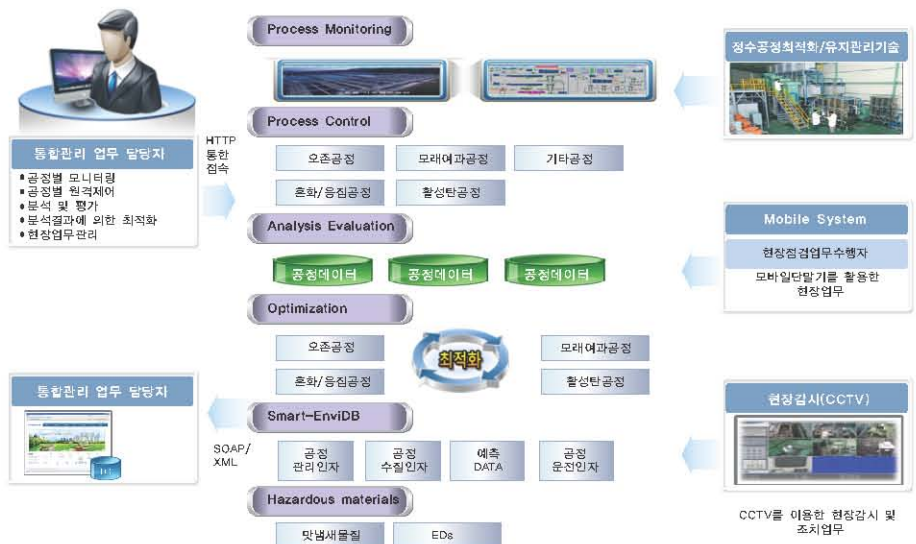 통합관리 업무 담당자
공정별 모니터링
공정별 원격제어
분석 및 평가
분석결과에 의한 최적화
현장업무관리
HTTP
통한
접속
Process Monitoring
Process Control
오존공정
모래여과공정
기타공정
혼화/응집공정
활성탄공정
Analysis Evaluation
공정데이터
공정데이터
공정데이터
Optimization
오존공정
최적화
모래여과공정
혼화/응집공정
활성탄공정
통합관리 업무 담당자
SOAP/
XML
Smart-EnviDB
공정
관리인자
공정
수질인자
예측
DATA
공정
운전인자
Hazardous materials
맛냄새물질
EDs
정수공정최적화/유지관리기술
Mobile System
현장점검업무수행자
모바일단말기를 활용한
현장업무
현장감시(CCTV)
CCTV를 이용한 현장감시 및
조치업무